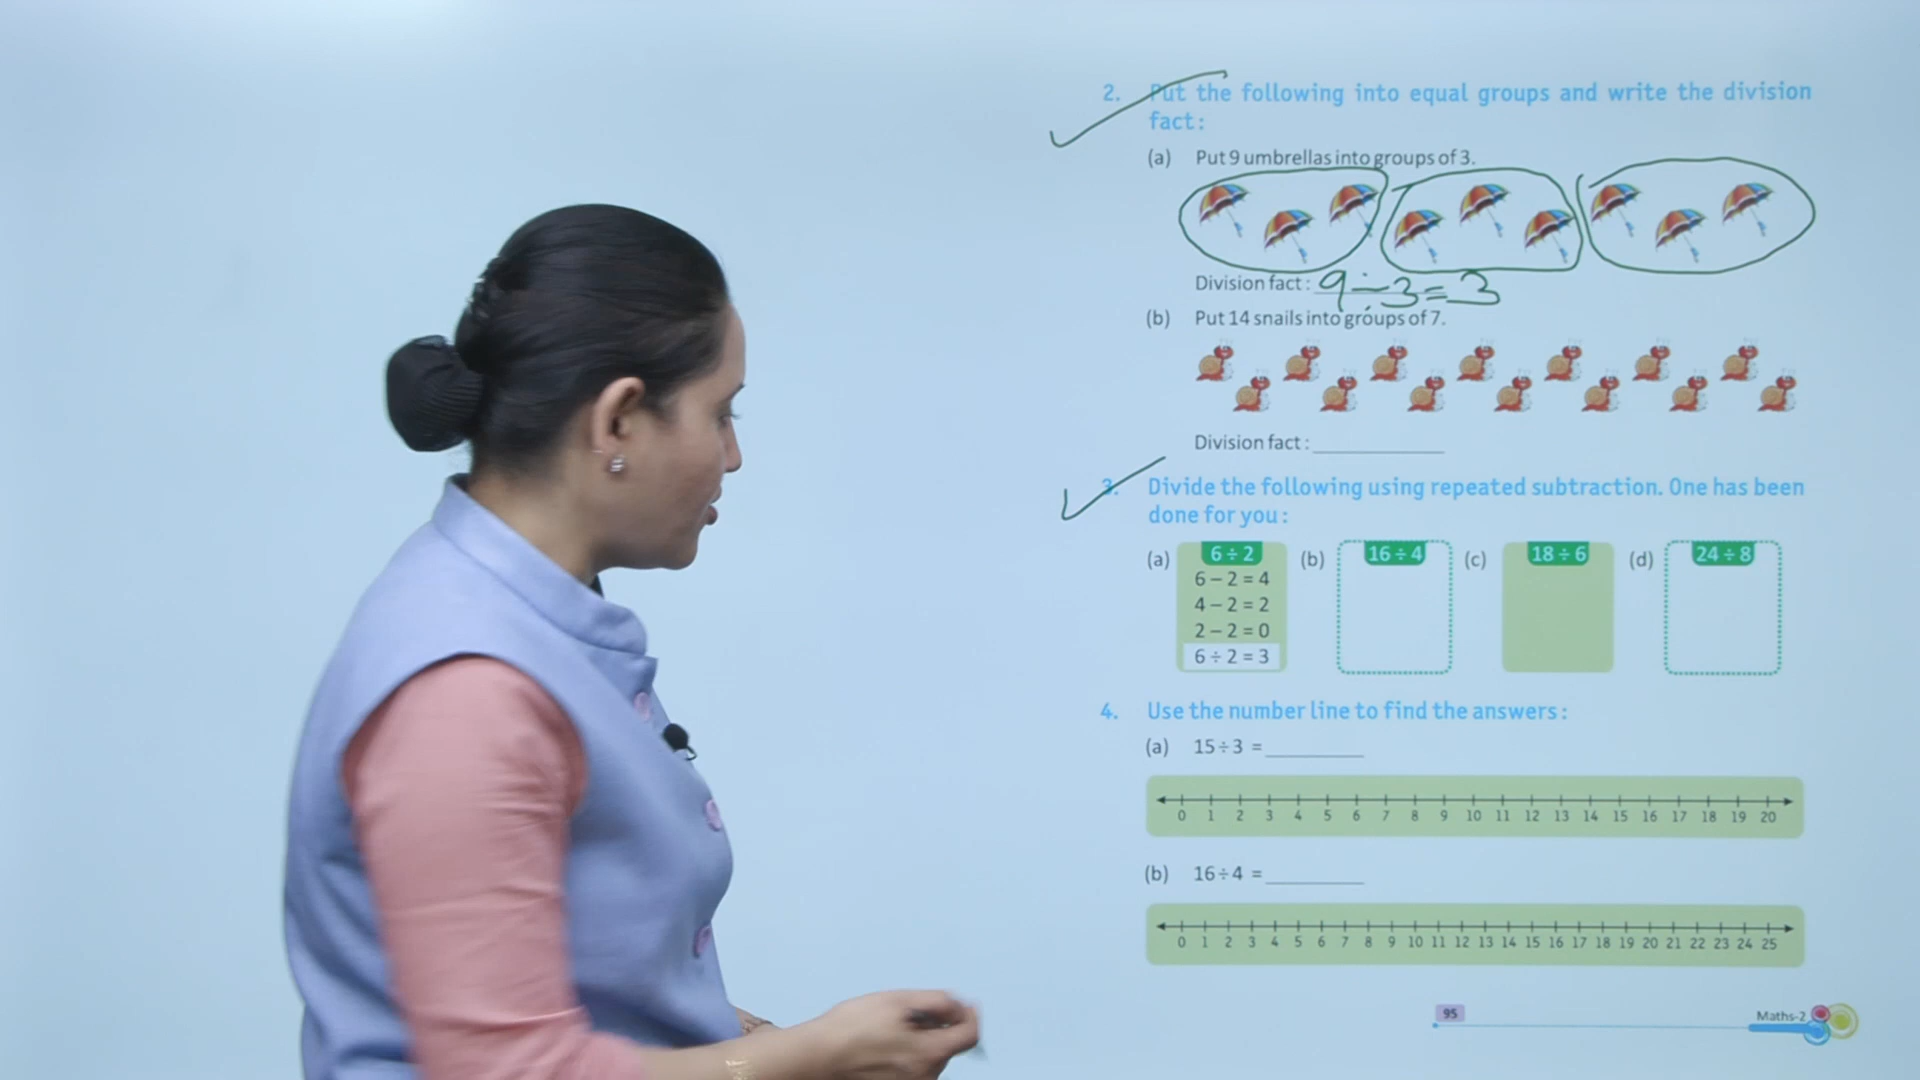 2. Put the following into equal groups and write the division
fact :
(a) Put 9 umbrellas into groups of 3.
Division fact : 9÷3=3
(b) Put 14 snails into groups of 7.
Division fact : ____________
3. Divide the following using repeated subtraction. One has been
done for you :
(a) 6 ÷ 2 (b) 16 ÷ 4 (c) 18 ÷ 6 (d) 24 ÷ 8
6 – 2 = 4
4 – 2 = 2
2 – 2 = 0
6 ÷ 2 = 3
4. Use the number line to find the answers :
(a) 15 ÷ 3 = _________
0 1 2 3 4 5 6 7 8 9 10 11 12 13 14 15 16 17 18 19 20
(b) 16 ÷ 4 = _________
0 1 2 3 4 5 6 7 8 9 10 11 12 13 14 15 16 17 18 19 20 21 22 23 24 25
95
Maths-2